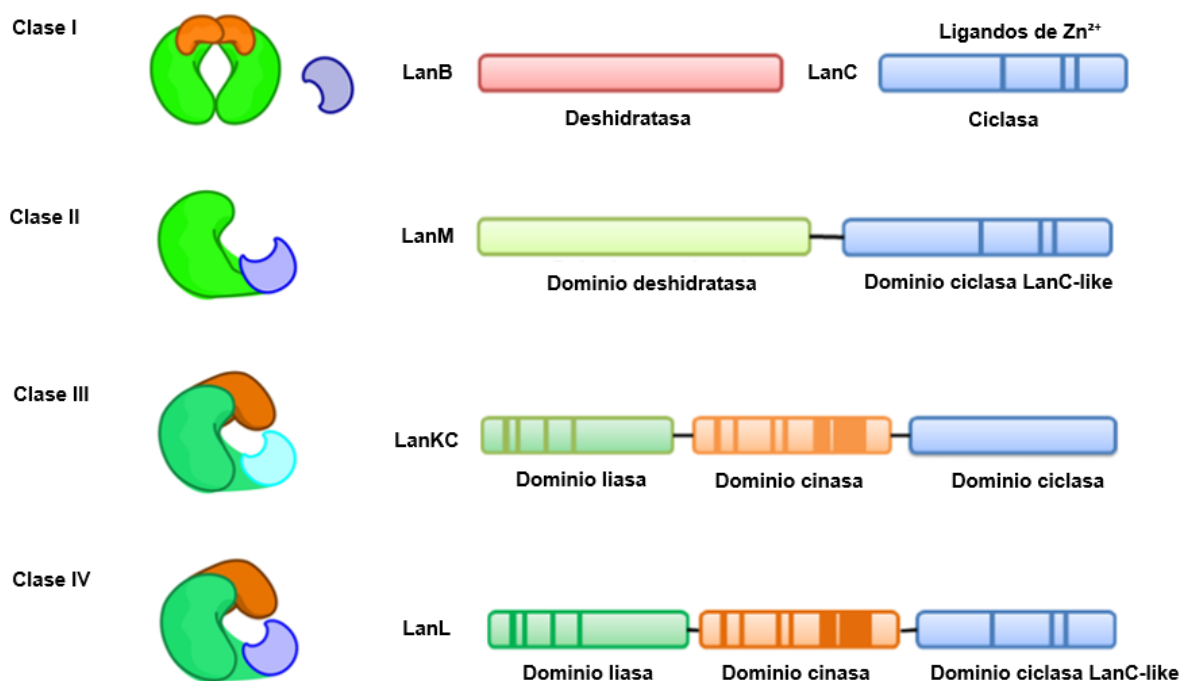 Clase I
LanB
Deshidratasa
LanC
Ligandos de Zn²⁺
Ciclasa
Clase II
LanM
Dominio deshidratasa
Dominio ciclasa LanC-like
Clase III
LanKC
Dominio liasa
Dominio cinasa
Dominio ciclasa
Clase IV
LanL
Dominio liasa
Dominio cinasa
Dominio ciclasa LanC-like